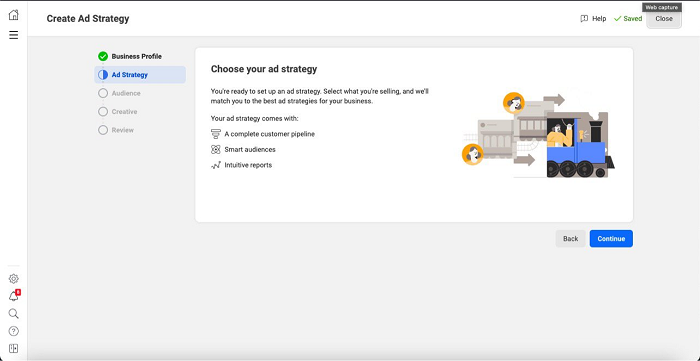 Web capture
Create Ad Strategy
Help
Saved
Close
Business Profile
Ad Strategy
Audience
Creative
Review
Choose your ad strategy
You're ready to set up an ad strategy. Select what you're selling, and we'll
match you to the best ad strategies for your business.
Your ad strategy comes with:
A complete customer pipeline
Smart audiences
Intuitive reports
Back
Continue